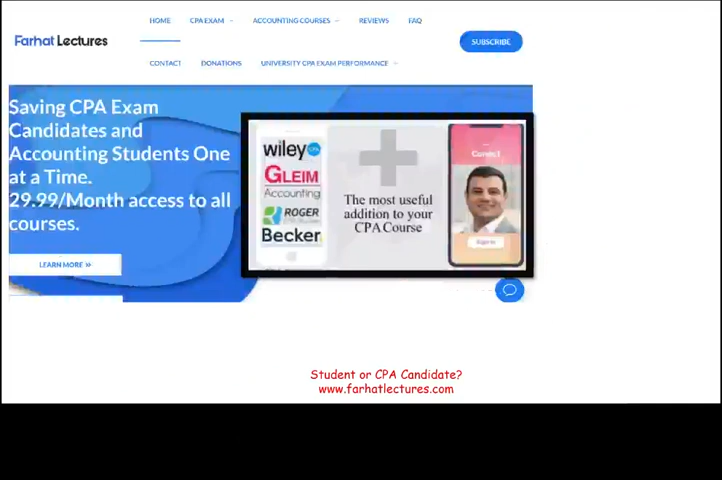 HOME CPA EXAM ACCOUNTING COURSES REVIEWS FAQ
Farhat Lectures
SUBSCRIBE
CONTACT DONATIONS UNIVERSITY CPA EXAM PERFORMANCE
Saving CPA Exam
Candidates and
Accounting Students One
at a Time.
29.99/Month access to all
courses.
LEARN MORE »
wiley CPA
GLEIM
Accounting
ROGER
Becker
The most useful
addition to your
CPA Course
Student or CPA Candidate?
www.farhatlectures.com